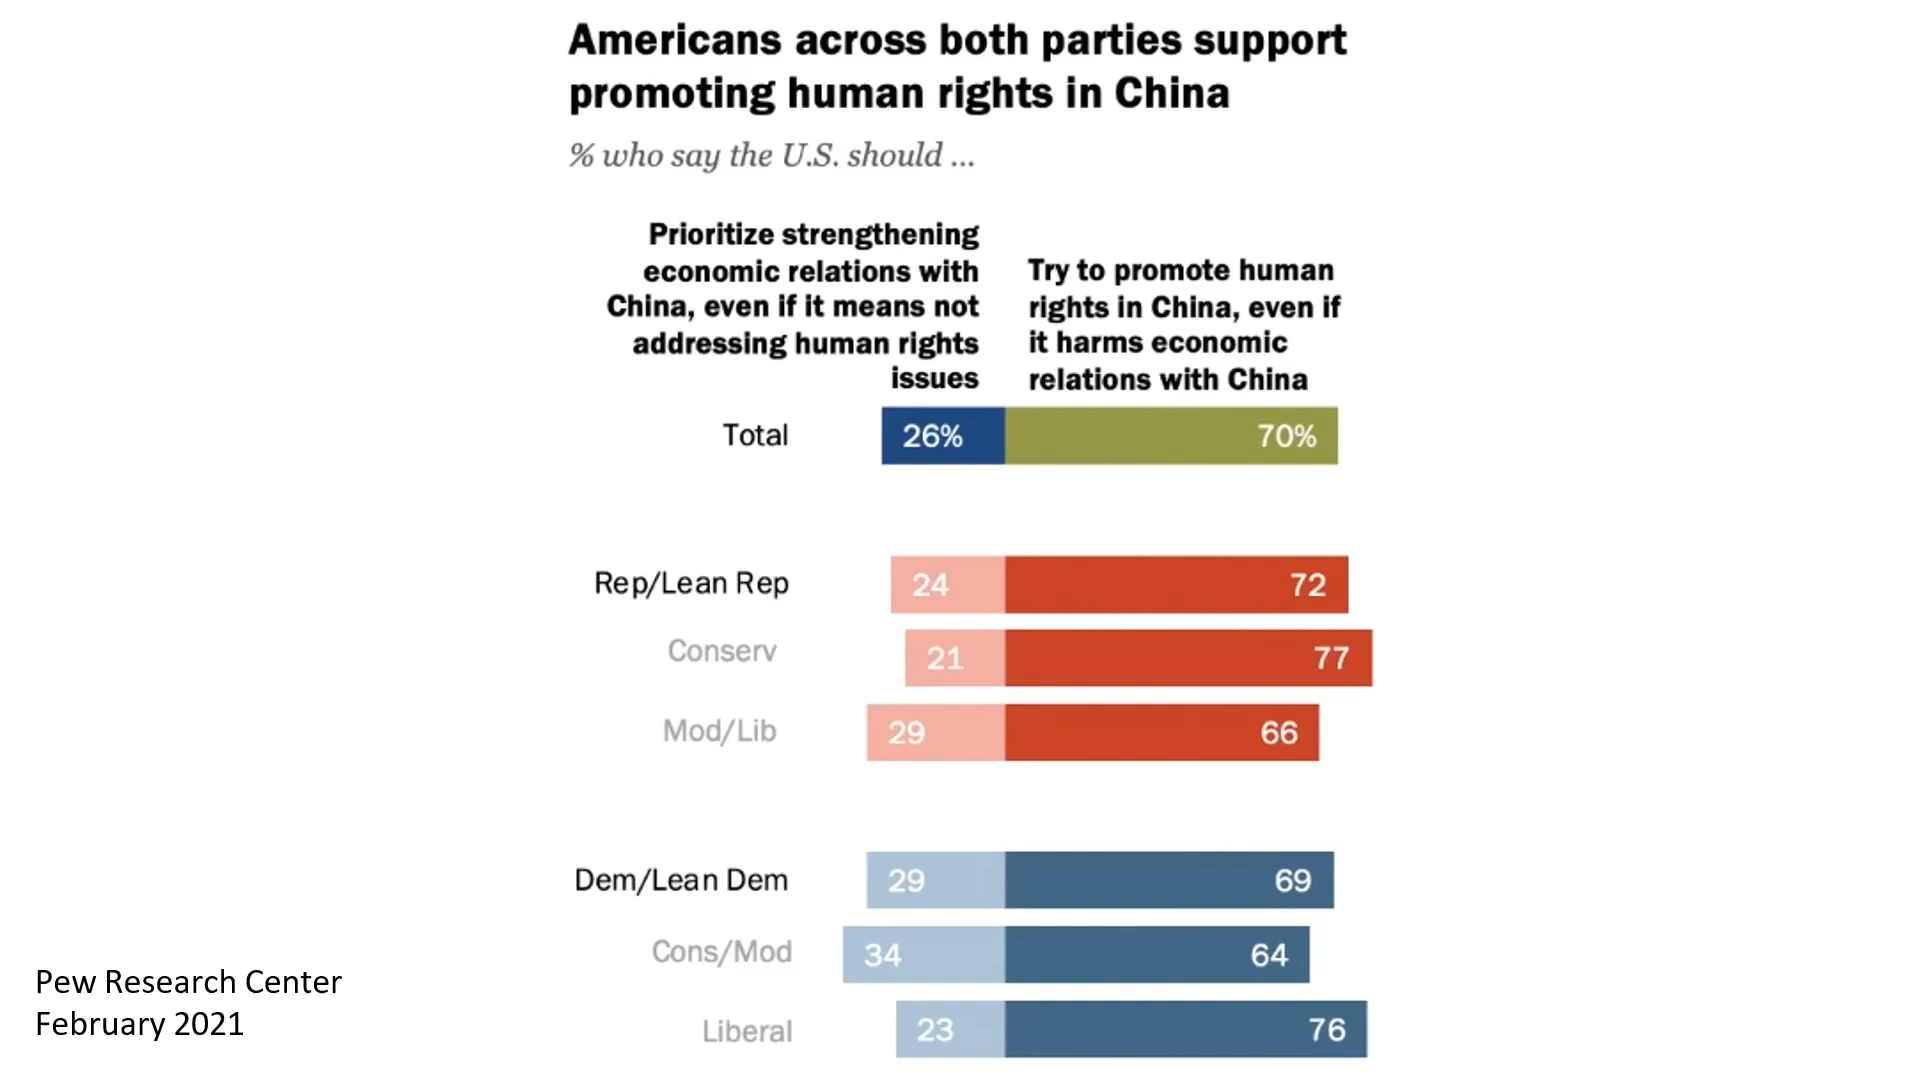 Americans across both parties support
promoting human rights in China
% who say the U.S. should ...
Prioritize strengthening
economic relations with
China, even if it means not
addressing human rights
issues
Try to promote human
rights in China, even if
it harms economic
relations with China
Total 26% 70%
Rep/Lean Rep 24 72
Conserv 21 77
Mod/Lib 29 66
Dem/Lean Dem 29 69
Cons/Mod 34 64
Liberal 23 76
Pew Research Center
February 2021